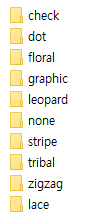 check
dot
floral
graphic
leopard
none
stripe
tribal
zigzag
lace